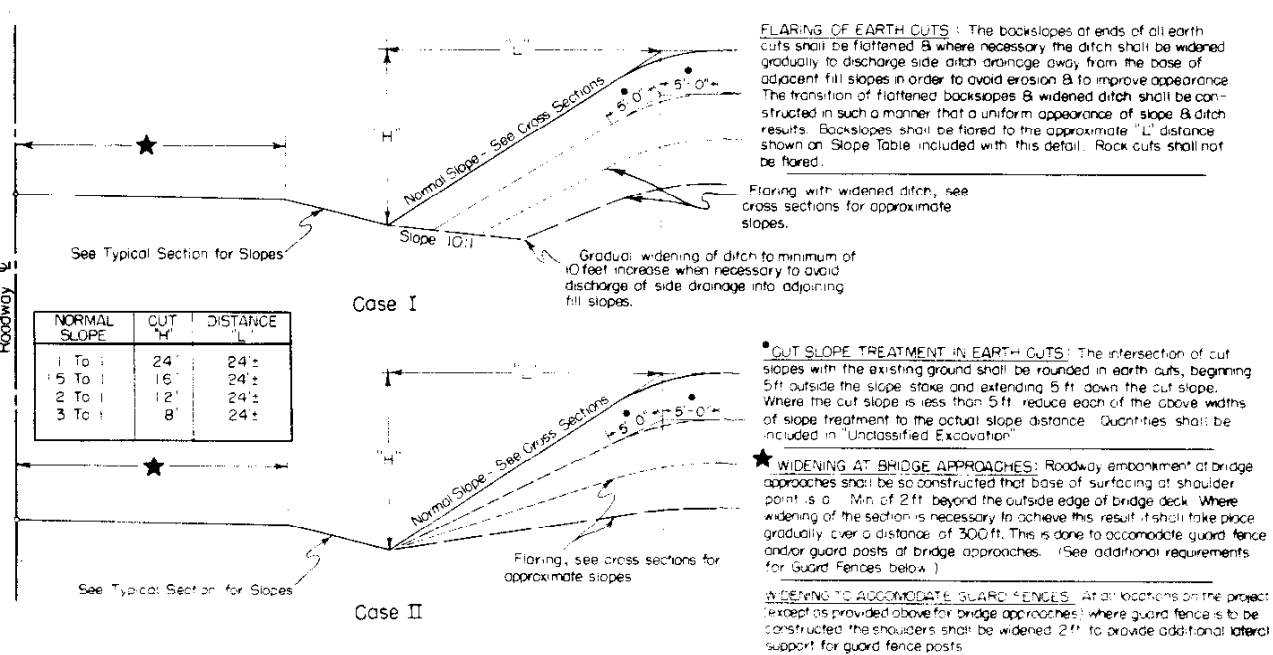 "L"
"H"
Normal Slope - See Cross Sections
5'-0" 5'-0"
★
See Typical Section for Slopes
Slope 10:1
Case I
Roadway ℄
Flaring with widened ditch, see
cross sections for approximate
slopes.
Gradual widening of ditch to minimum of
10 feet increase when necessary to avoid
discharge of side drainage into adjoining
fill slopes.
FLARING OF EARTH CUTS : The backslopes at ends of all earth
cuts shall be flattened & where necessary the ditch shall be widened
gradually to discharge side ditch drainage away from the base of
adjacent fill slopes in order to avoid erosion & to improve appearance
The transition of flattened backslopes & widened ditch shall be con-
structed in such a manner that a uniform appearance of slope & ditch
results. Backslopes shall be flared to the approximate "L" distance
shown on Slope Table included with this detail. Rock cuts shall not
be flared.
NORMAL SLOPE CUT "H" DISTANCE "L"
1 To 1 24' 24'±
1.5 To 1 16' 24'±
2 To 1 12' 24'±
3 To 1 8' 24'±
★
"L"
"H"
Normal Slope - See Cross Sections
5'-0" 5'-0"
See Typical Section for Slopes
Flaring, see cross sections for
approximate slopes
Case II
•CUT SLOPE TREATMENT IN EARTH CUTS: The intersection of cut
slopes with the existing ground shall be rounded in earth cuts, beginning
5ft outside the slope stake and extending 5 ft down the cut slope.
Where the cut slope is less than 5 ft reduce each of the above widths
of slope treatment to the actual slope distance Quantities shall be
included in "Unclassified Excavation"
★ WIDENING AT BRIDGE APPROACHES: Roadway embankment at bridge
approaches shall be so constructed that base of surfacing at shoulder
point is a Min of 2 ft beyond the outside edge of bridge deck Where
widening of the section is necessary to achieve this result it shall take place
gradually over a distance of 300 ft. This is done to accomodate guard fence
and/or guard posts at bridge approaches. (See additional requirements
for Guard Fences below )
WIDENING TO ACCOMODATE GUARD FENCES At all locations on the project
(except as provided above for bridge approaches) where guard fence is to be
constructed the shoulders shall be widened 2 ft to provide additional lateral
support for guard fence posts